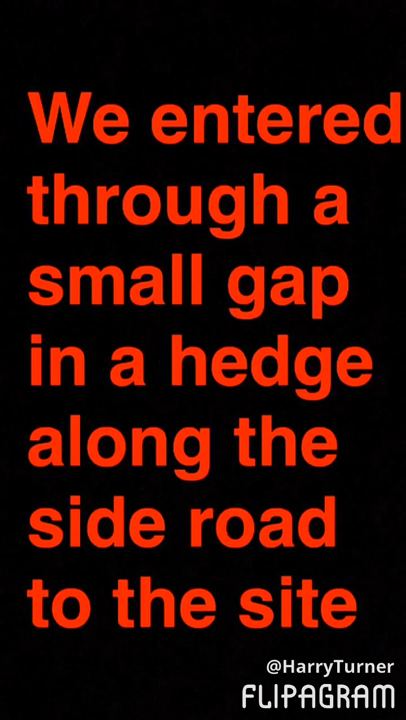 We entered
through a
small gap
in a hedge
along the
side road
to the site
@HarryTurner
FLIPAGRAM